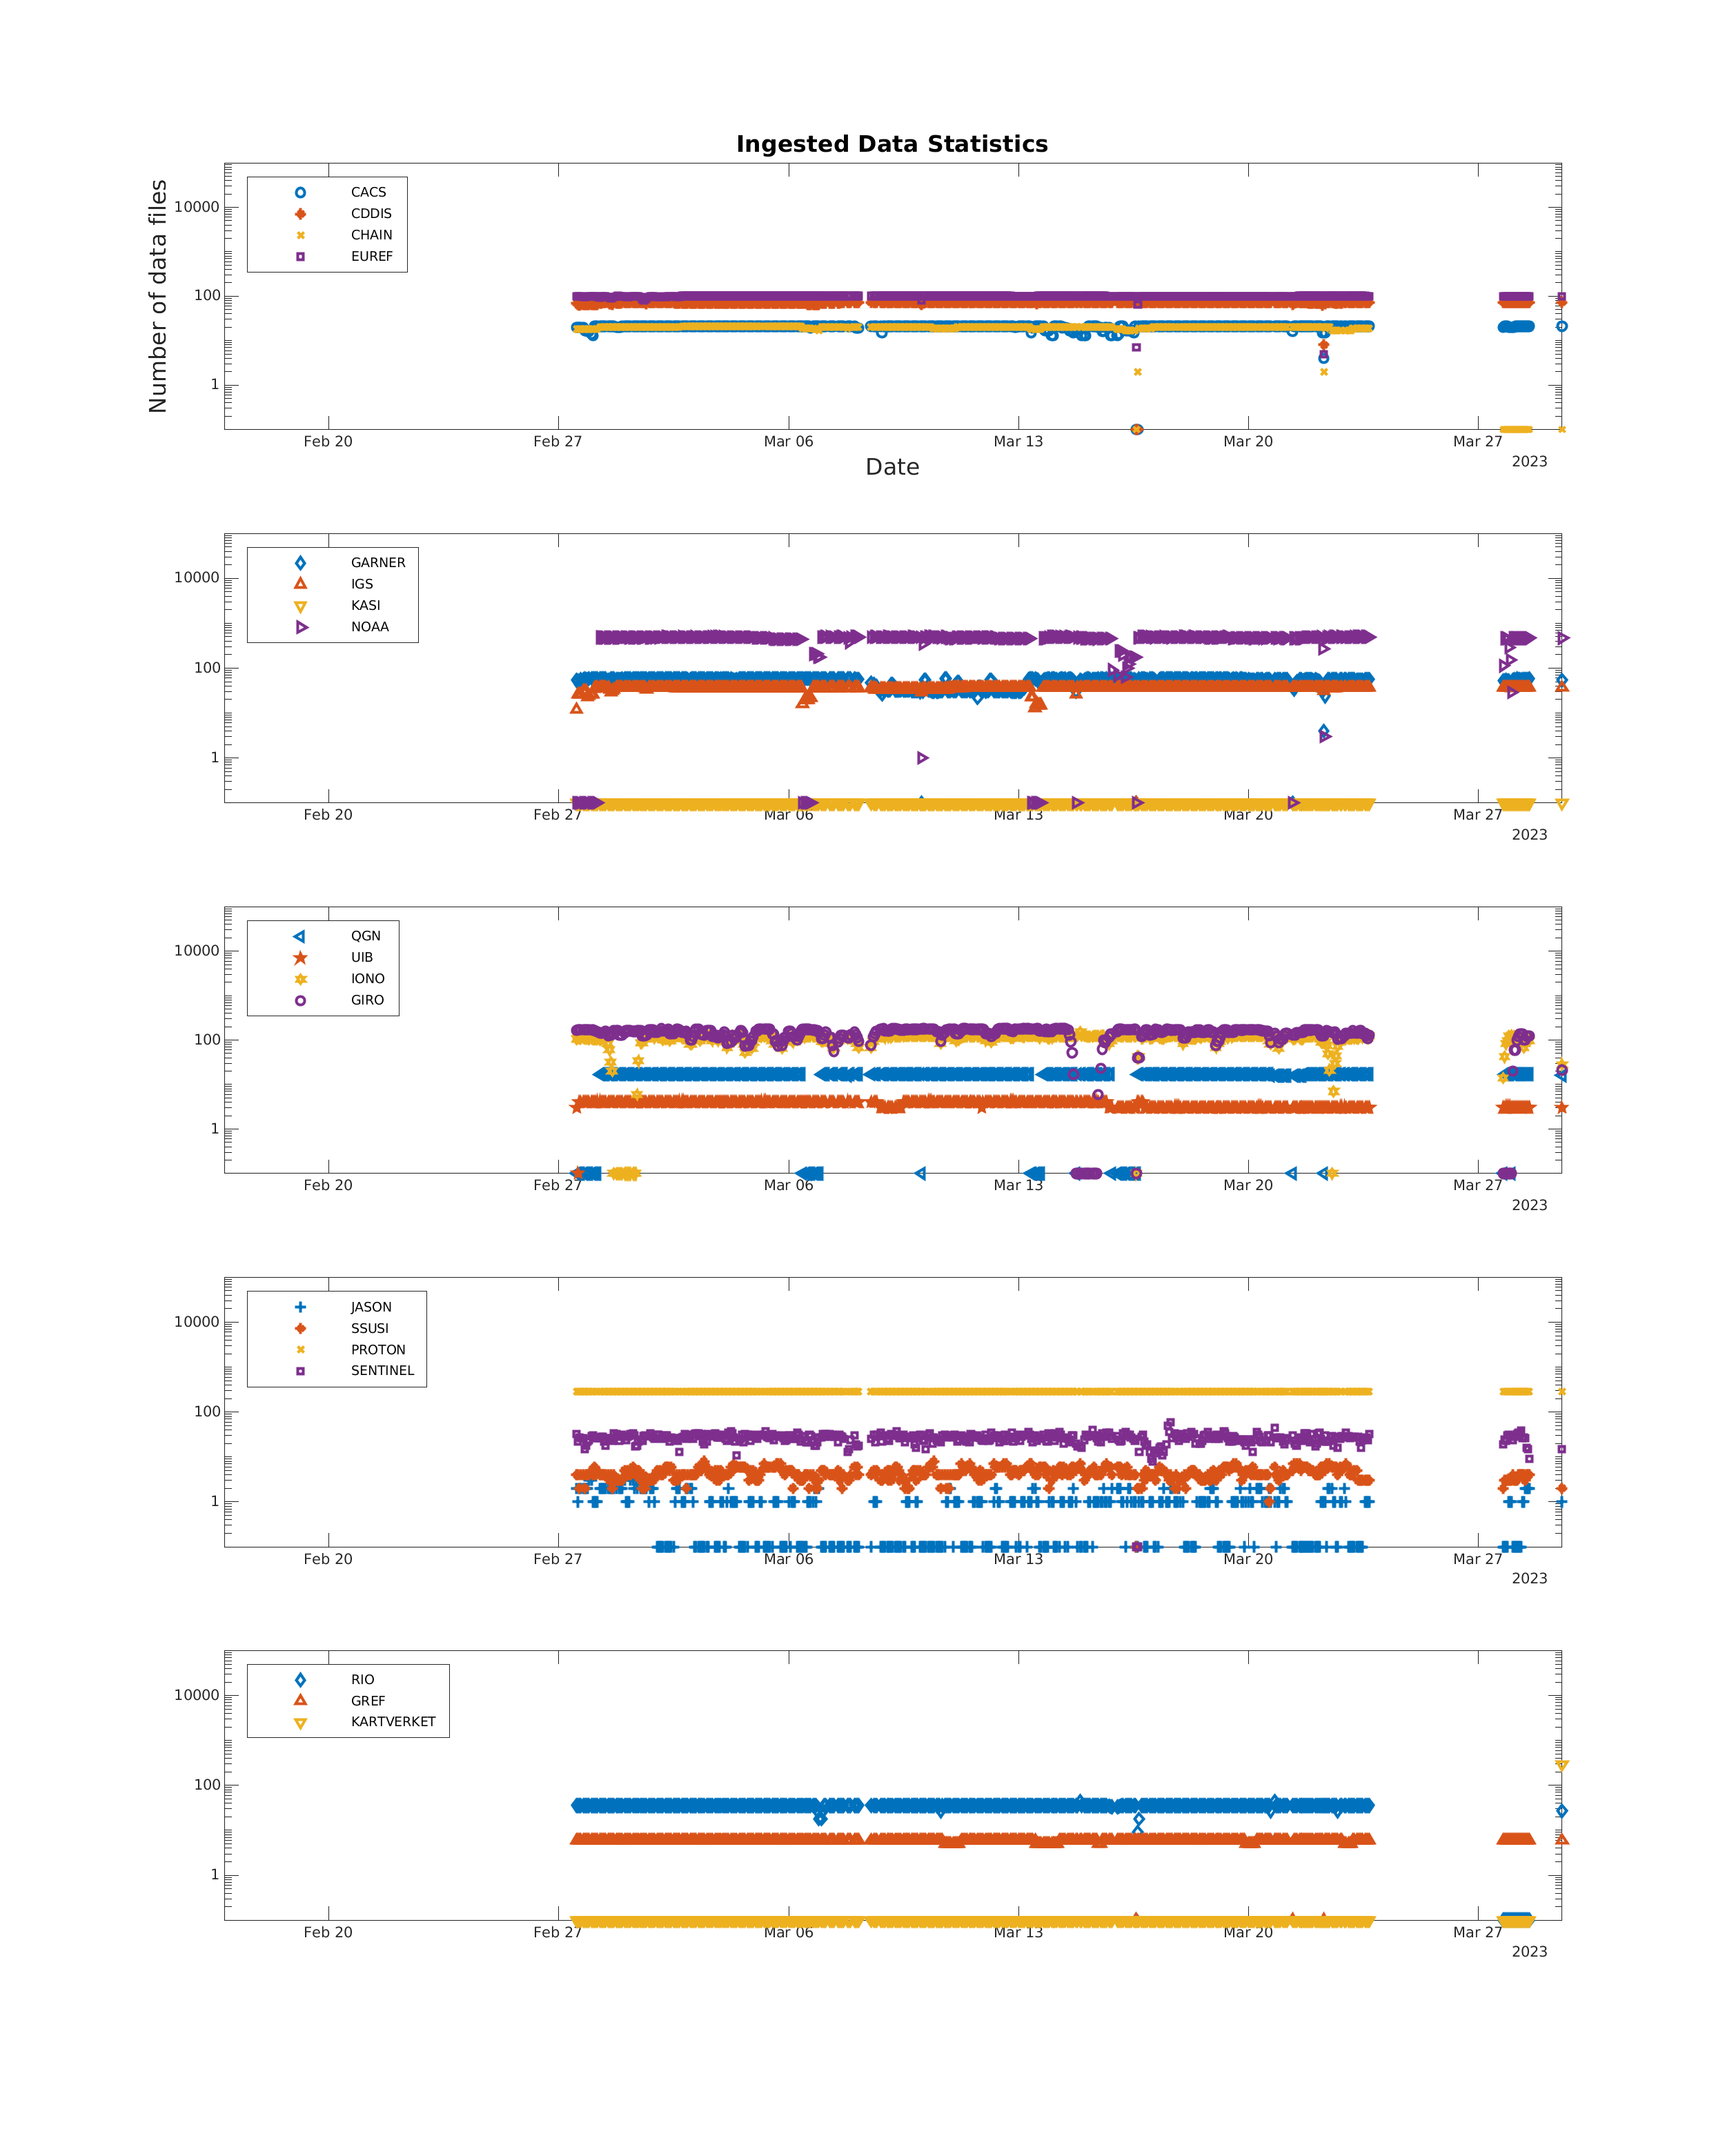 Ingested Data Statistics
Number of data files
10000
100
1
CACS
CDDIS
CHAIN
EUREF
Feb 20 Feb 27 Mar 06 Mar 13 Mar 20 Mar 27
2023
Date
10000
100
1
GARNER
IGS
KASI
NOAA
Feb 20 Feb 27 Mar 06 Mar 13 Mar 20 Mar 27
2023
10000
100
1
QGN
UIB
IONO
GIRO
Feb 20 Feb 27 Mar 06 Mar 13 Mar 20 Mar 27
2023
10000
100
1
JASON
SSUSI
PROTON
SENTINEL
Feb 20 Feb 27 Mar 06 Mar 13 Mar 20 Mar 27
2023
10000
100
1
RIO
GREF
KARTVERKET
Feb 20 Feb 27 Mar 06 Mar 13 Mar 20 Mar 27
2023